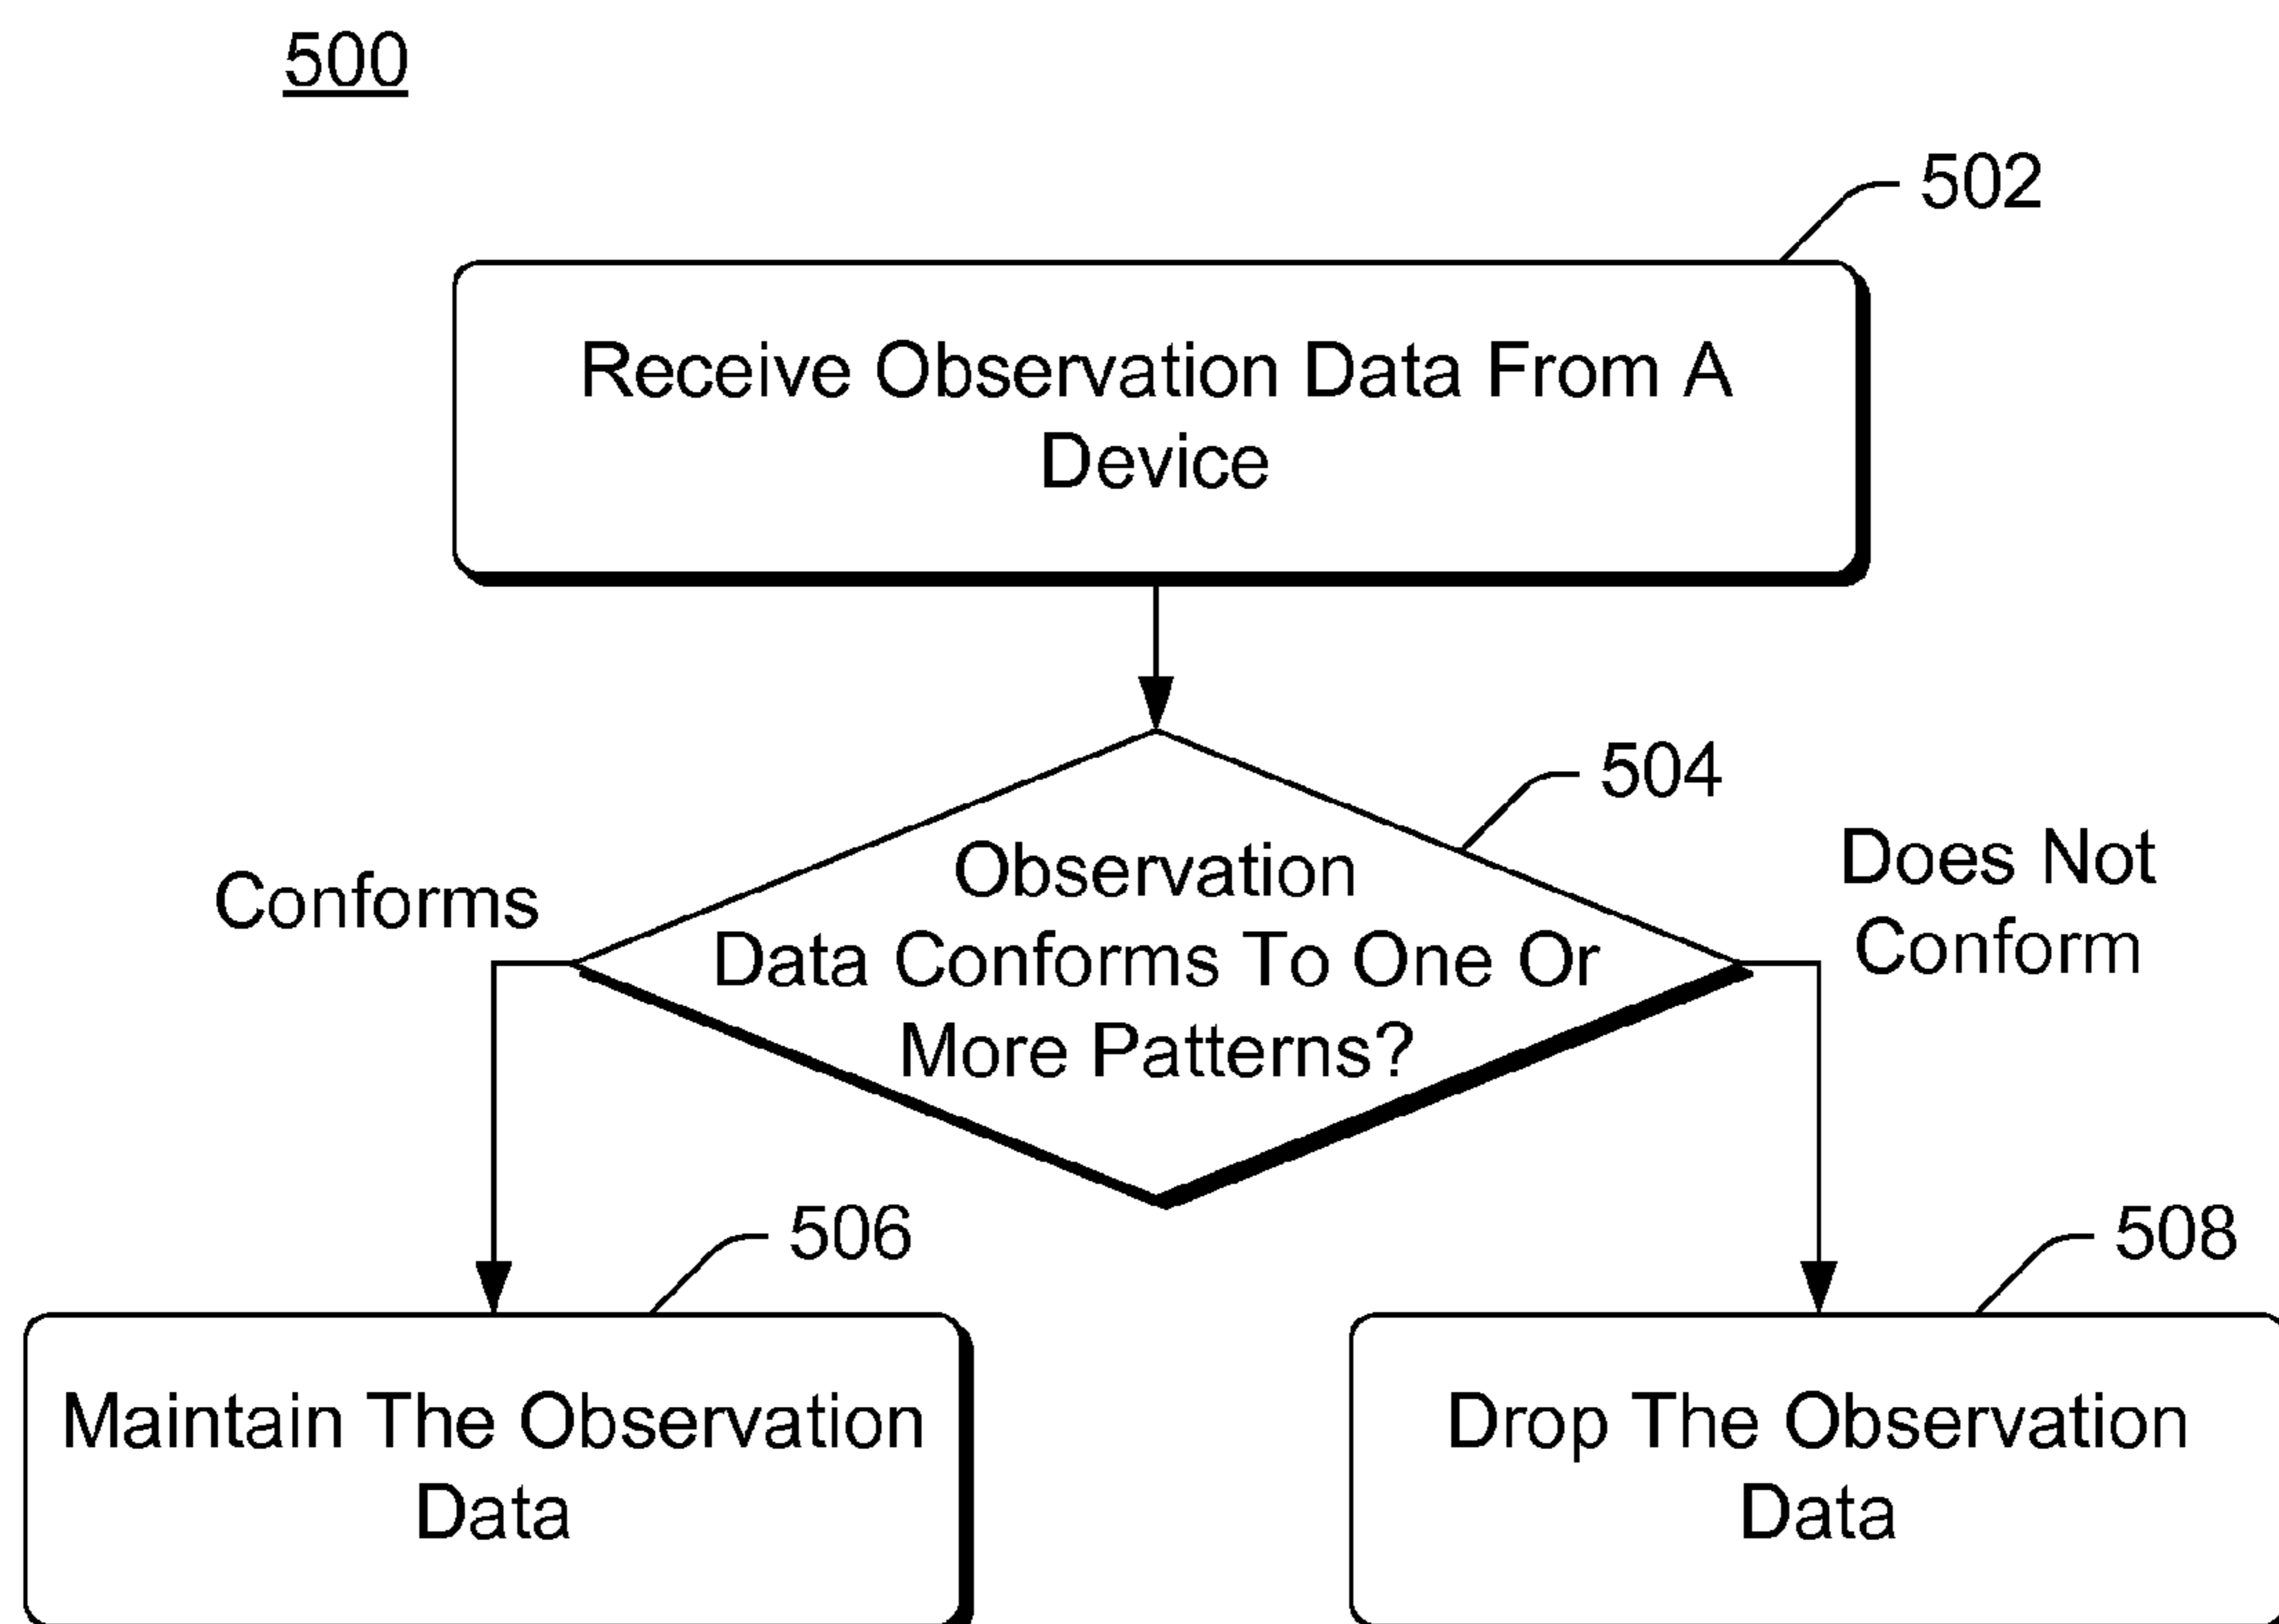 500
502
Receive Observation Data From A
Device
504
Observation
Data Conforms To One Or
More Patterns?
Conforms
Does Not
Conform
506
Maintain The Observation
Data
508
Drop The Observation
Data